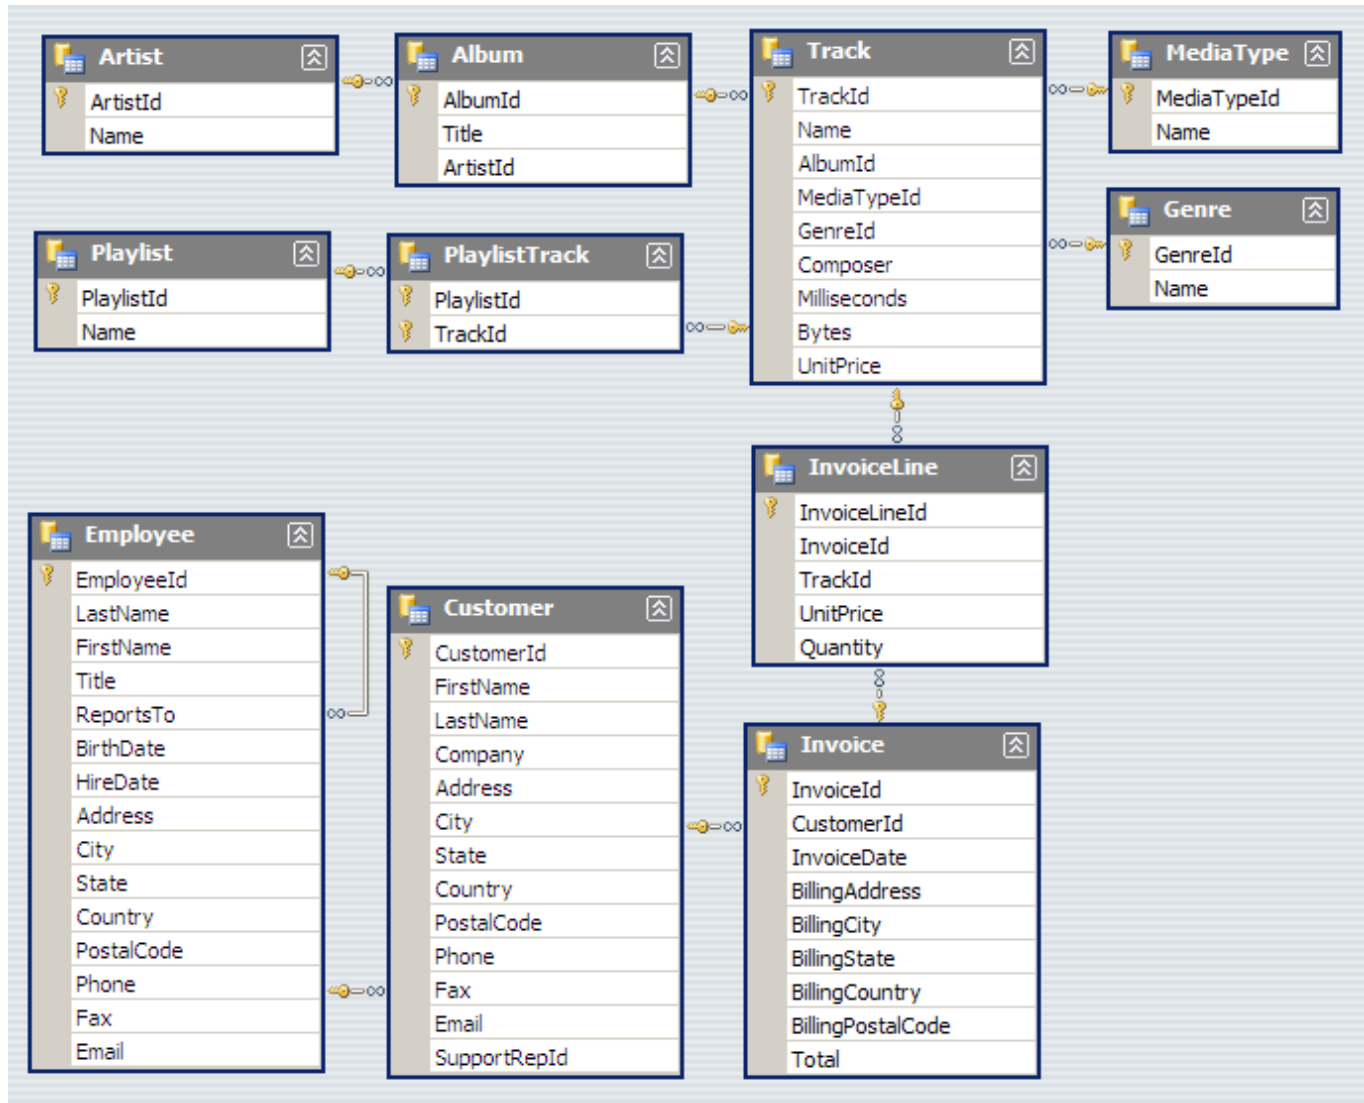 Artist
ArtistId
Name
Album
AlbumId
Title
ArtistId
Track
TrackId
Name
AlbumId
MediaTypeId
GenreId
Composer
Milliseconds
Bytes
UnitPrice
MediaType
MediaTypeId
Name
Genre
GenreId
Name
Playlist
PlaylistId
Name
PlaylistTrack
PlaylistId
TrackId
InvoiceLine
InvoiceLineId
InvoiceId
TrackId
UnitPrice
Quantity
Employee
EmployeeId
LastName
FirstName
Title
ReportsTo
BirthDate
HireDate
Address
City
State
Country
PostalCode
Phone
Fax
Email
Customer
CustomerId
FirstName
LastName
Company
Address
City
State
Country
PostalCode
Phone
Fax
Email
SupportRepId
Invoice
InvoiceId
CustomerId
InvoiceDate
BillingAddress
BillingCity
BillingState
BillingCountry
BillingPostalCode
Total